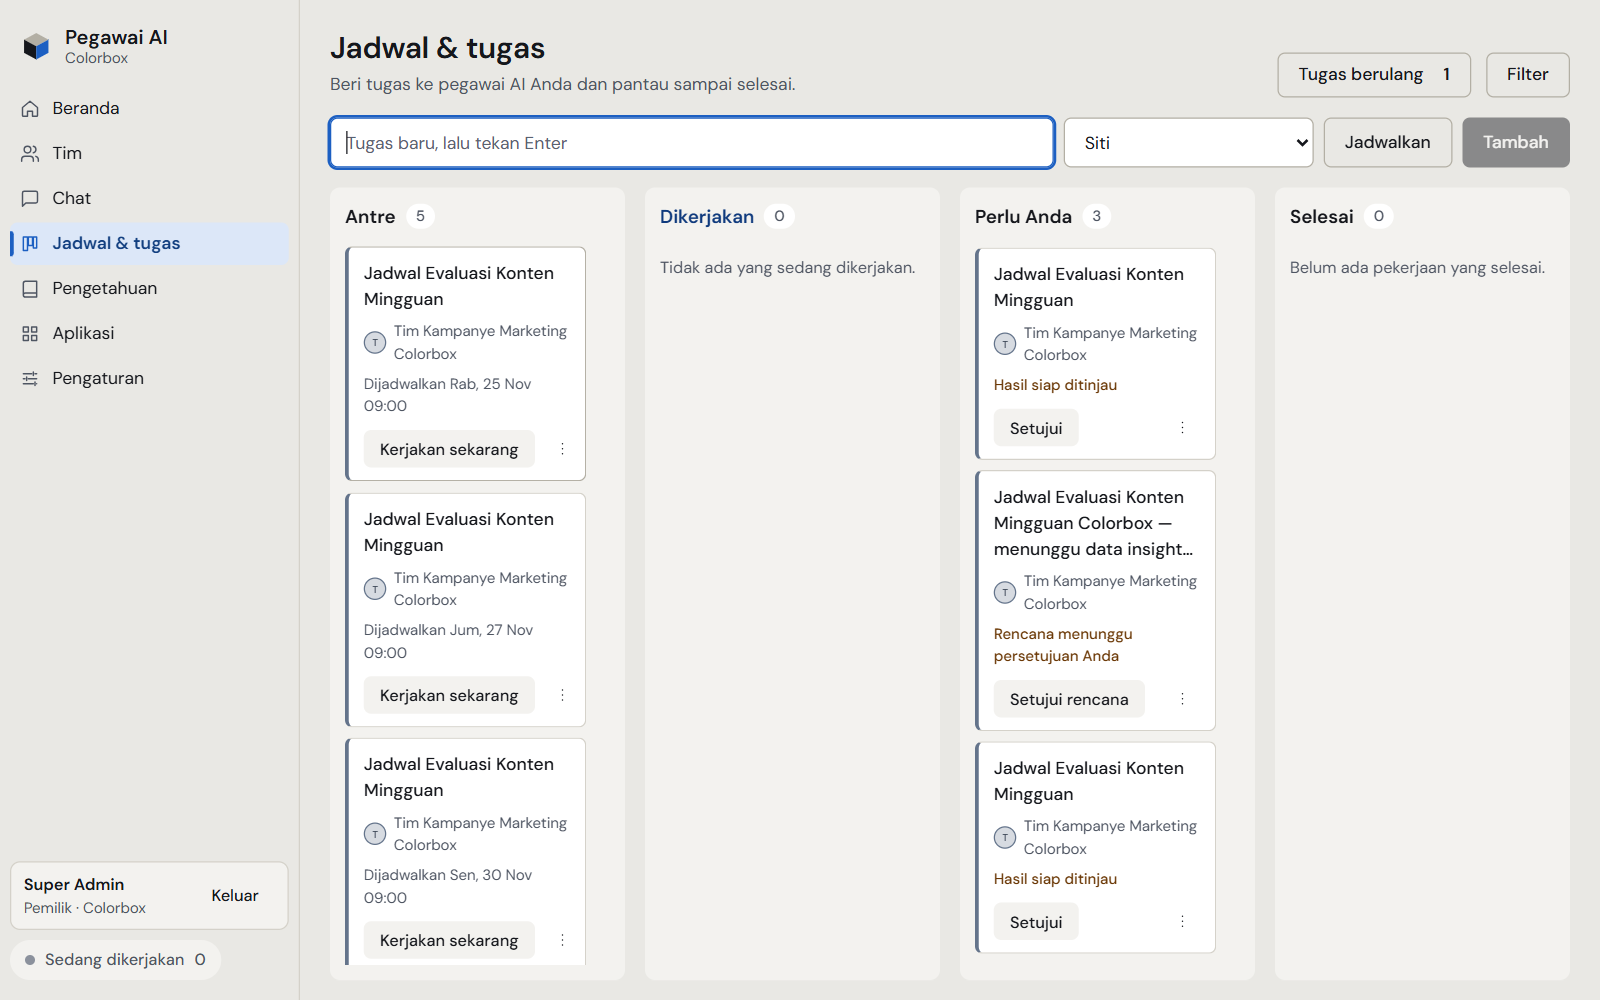 Pegawai AI
Colorbox
Beranda
Tim
Chat
Jadwal & tugas
Pengetahuan
Aplikasi
Pengaturan
Super Admin
Pemilik · Colorbox
Keluar
Sedang dikerjakan 0
Jadwal & tugas
Beri tugas ke pegawai AI Anda dan pantau sampai selesai.
Tugas berulang 1
Filter
Tugas baru, lalu tekan Enter
Siti
Jadwalkan
Tambah
Antre 5
Jadwal Evaluasi Konten
Mingguan
T
Tim Kampanye Marketing
Colorbox
Dijadwalkan Rab, 25 Nov
09:00
Kerjakan sekarang
Jadwal Evaluasi Konten
Mingguan
T
Tim Kampanye Marketing
Colorbox
Dijadwalkan Jum, 27 Nov
09:00
Kerjakan sekarang
Jadwal Evaluasi Konten
Mingguan
T
Tim Kampanye Marketing
Colorbox
Dijadwalkan Sen, 30 Nov
09:00
Kerjakan sekarang
Dikerjakan 0
Tidak ada yang sedang dikerjakan.
Perlu Anda 3
Jadwal Evaluasi Konten
Mingguan
T
Tim Kampanye Marketing
Colorbox
Hasil siap ditinjau
Setujui
Jadwal Evaluasi Konten
Mingguan Colorbox —
menunggu data insight...
T
Tim Kampanye Marketing
Colorbox
Rencana menunggu
persetujuan Anda
Setujui rencana
Jadwal Evaluasi Konten
Mingguan
T
Tim Kampanye Marketing
Colorbox
Hasil siap ditinjau
Setujui
Selesai 0
Belum ada pekerjaan yang selesai.